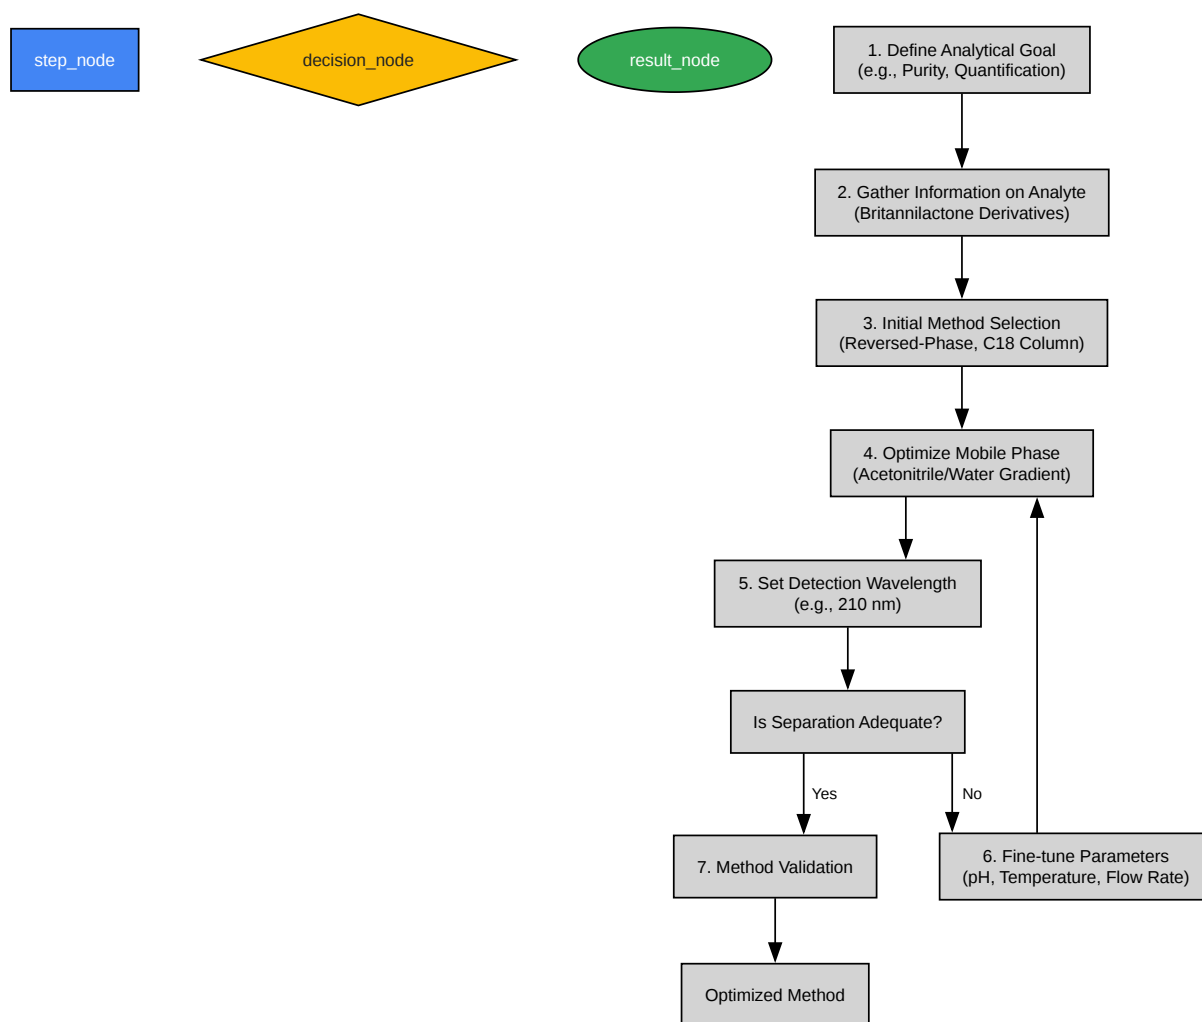 step_node
decision_node
result_node
1. Define Analytical Goal
(e.g., Purity, Quantification)
2. Gather Information on Analyte
(Britannilactone Derivatives)
3. Initial Method Selection
(Reversed-Phase, C18 Column)
4. Optimize Mobile Phase
(Acetonitrile/Water Gradient)
5. Set Detection Wavelength
(e.g., 210 nm)
Is Separation Adequate?
Yes
No
7. Method Validation
6. Fine-tune Parameters
(pH, Temperature, Flow Rate)
Optimized Method